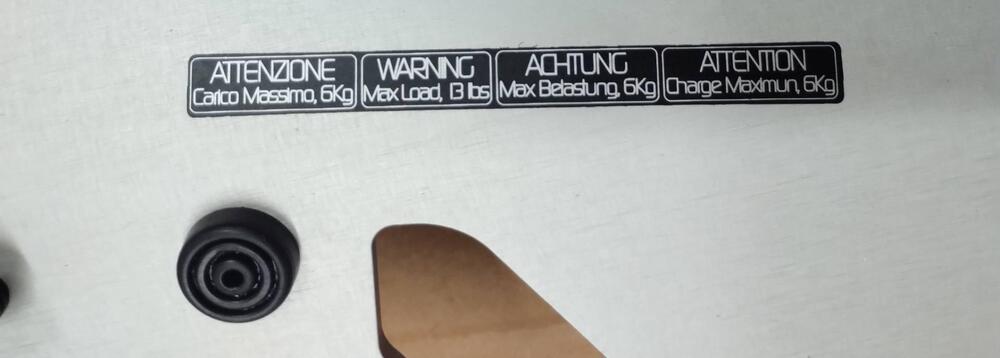 ATTENZIONE
Carico Massimo, 6Kg
WARNING
Max Load, 13 lbs
ACHTUNG
Max Belastung, 6Kg
ATTENTION
Charge Maximun, 6Kg